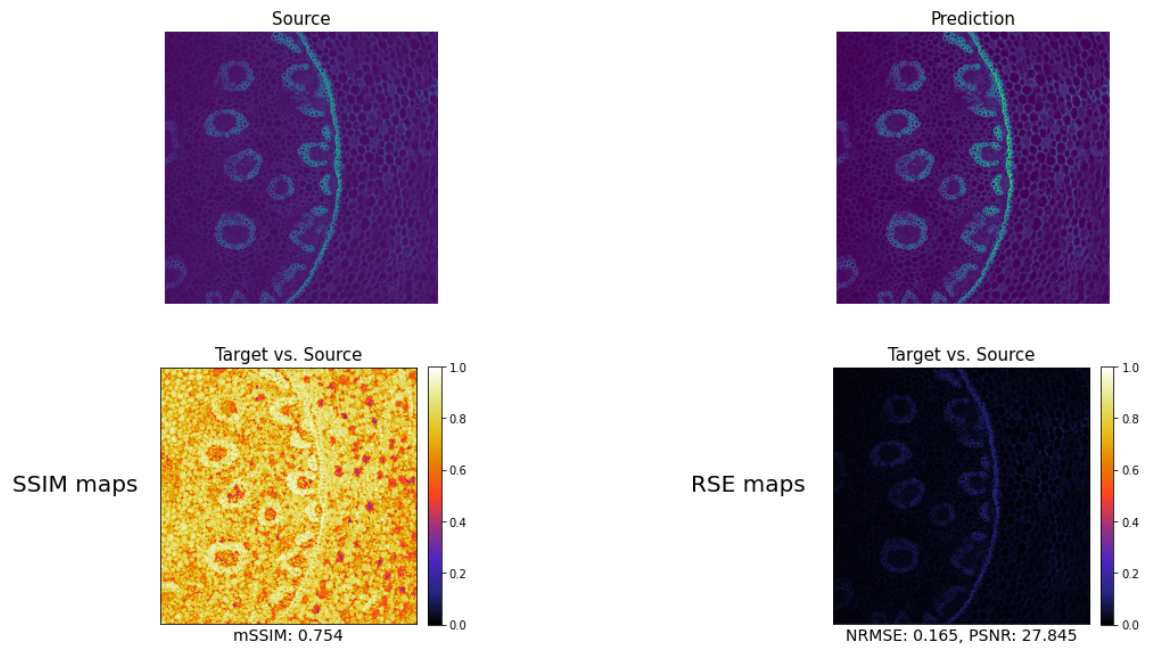 Source
Prediction
Target vs. Source
Target vs. Source
SSIM maps
1.0
0.8
0.6
0.4
0.2
0.0
RSE maps
1.0
0.8
0.6
0.4
0.2
0.0
mSSIM: 0.754
NRMSE: 0.165, PSNR: 27.845